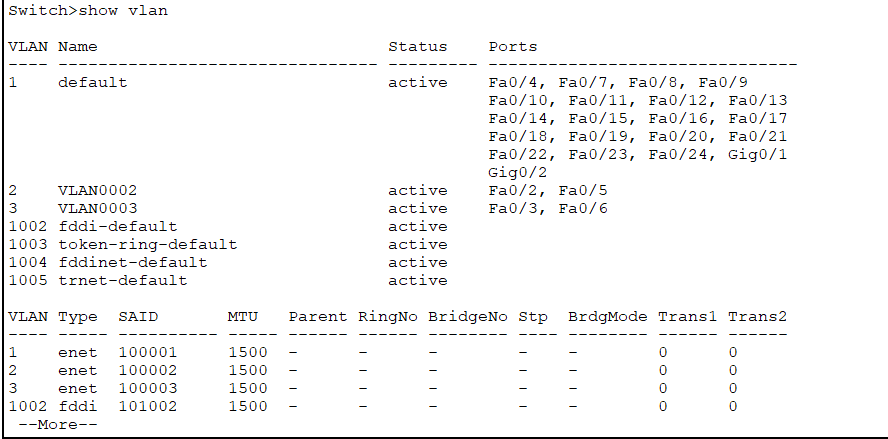 Switch>show vlan
VLAN Name                             Status    Ports
---- -------------------------------- --------- -------------------------------
1    default                          active    Fa0/4, Fa0/7, Fa0/8, Fa0/9
                                                Fa0/10, Fa0/11, Fa0/12, Fa0/13
                                                Fa0/14, Fa0/15, Fa0/16, Fa0/17
                                                Fa0/18, Fa0/19, Fa0/20, Fa0/21
                                                Fa0/22, Fa0/23, Fa0/24, Gig0/1
                                                Gig0/2
2    VLAN0002                         active    Fa0/2, Fa0/5
3    VLAN0003                         active    Fa0/3, Fa0/6
1002 fddi-default                     active
1003 token-ring-default               active
1004 fddinet-default                  active
1005 trnet-default                    active
VLAN Type  SAID       MTU   Parent RingNo BridgeNo Stp  BrdgMode Trans1 Trans2
---- ----- ---------- ----- ------ ------ -------- ---- -------- ------ ------
1    enet  100001     1500  -      -      -        -    -        0      0
2    enet  100002     1500  -      -      -        -    -        0      0
3    enet  100003     1500  -      -      -        -    -        0      0
1002 fddi  101002     1500  -      -      -        -    -        0      0
 --More--